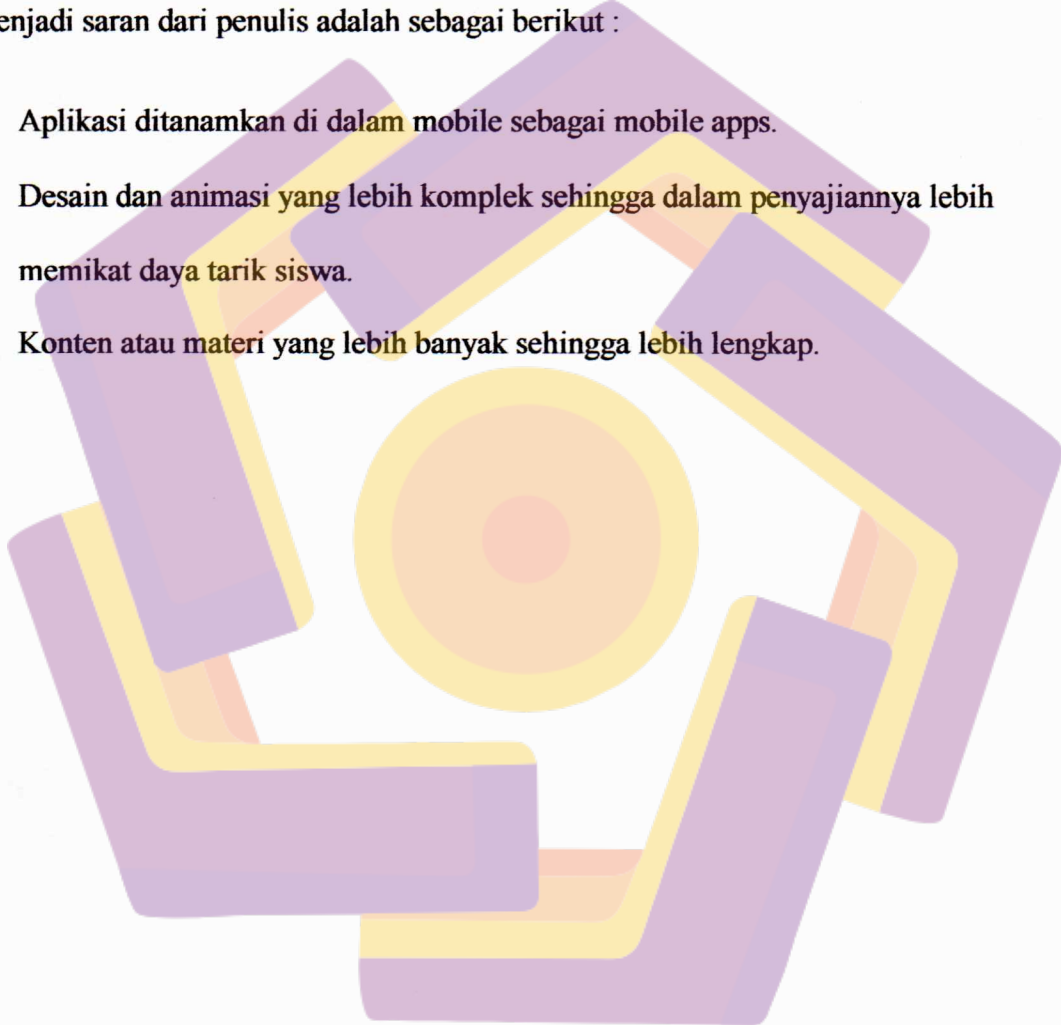 enjadi saran dari penulis adalah sebagai berikut :
Aplikasi ditanamkan di dalam mobile sebagai mobile apps.
Desain dan animasi yang lebih komplek sehingga dalam penyajiannya lebih
memikat daya tarik siswa.
Konten atau materi yang lebih banyak sehingga lebih lengkap.